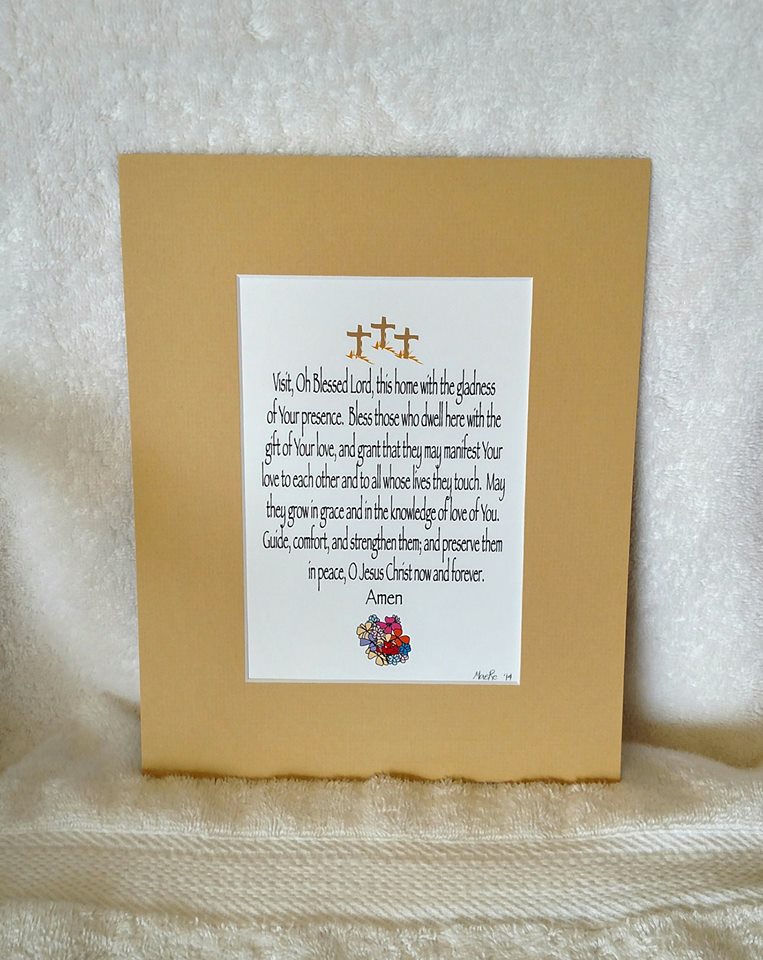 Visit, Oh Blessed Lord, this home with the gladness
of Your presence. Bless those who dwell here with the
gift of Your love, and grant that they may manifest Your
love to each other and to all whose lives they touch. May
they grow in grace and in the knowledge of love of You.
Guide, comfort, and strengthen them; and preserve them
in peace, O Jesus Christ now and forever.
Amen
'14